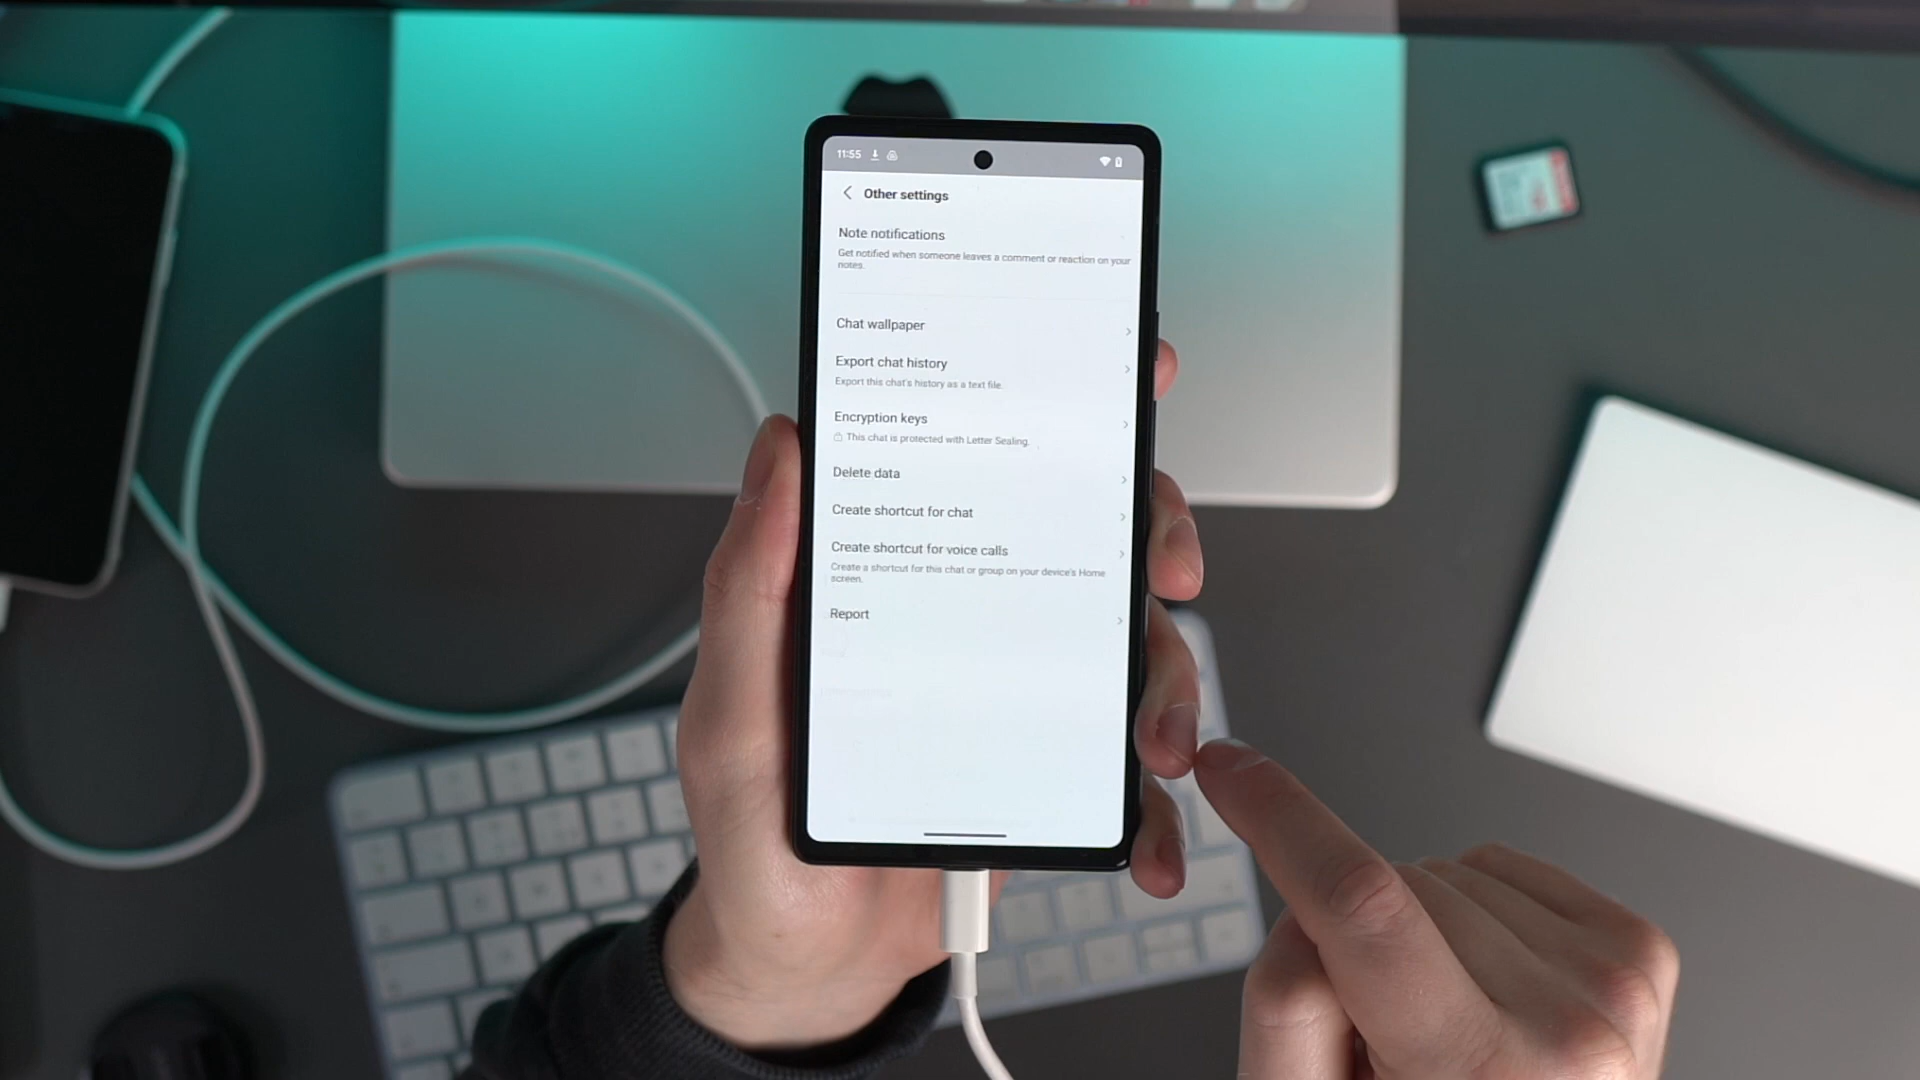 11:55
Other settings
Note notifications
Get notified when someone leaves a comment or reaction on your
notes.
Chat wallpaper
Export chat history
Export this chat's history as a text file.
Encryption keys
This chat is protected with Letter Sealing.
Delete data
Create shortcut for chat
Create shortcut for voice calls
Create a shortcut for this chat or group on your device's Home
screen.
Report